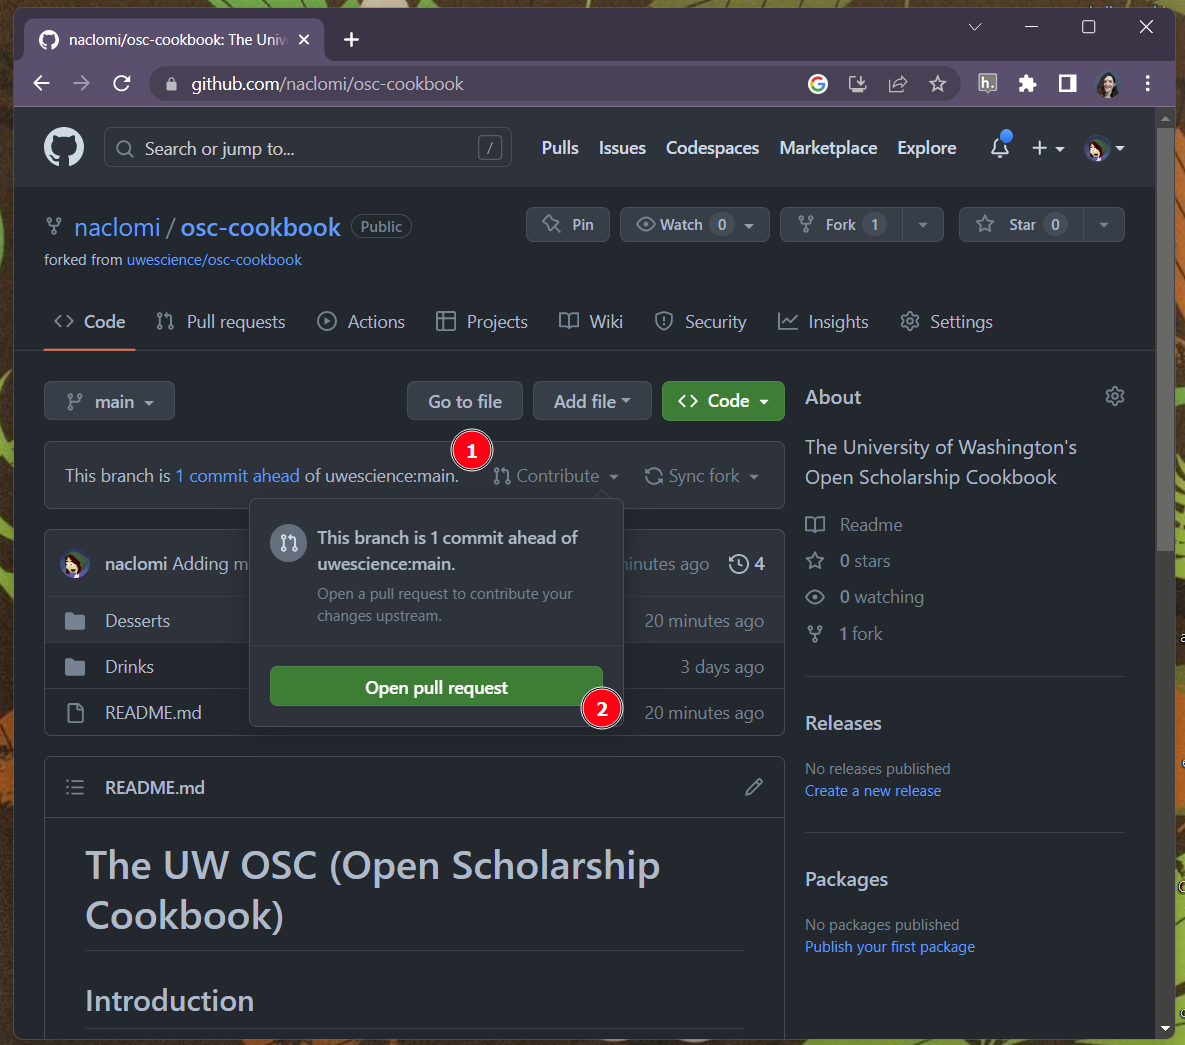 naclomi/osc-cookbook: The Univ
github.com/naclomi/osc-cookbook
h.
Search or jump to...
/
Pulls
Issues
Codespaces
Marketplace
Explore
naclomi / osc-cookbook
Public
Pin
Watch 0
Fork 1
Star 0
forked from uwescience/osc-cookbook
Code
Pull requests
Actions
Projects
Wiki
Security
Insights
Settings
main
Go to file
Add file
Code
1
This branch is 1 commit ahead of uwescience:main.
Contribute
Sync fork
This branch is 1 commit ahead of
uwescience:main.
Open a pull request to contribute your
changes upstream.
Open pull request
2
naclomi Adding m
inutes ago
4
Desserts
20 minutes ago
Drinks
3 days ago
README.md
20 minutes ago
README.md
The UW OSC (Open Scholarship
Cookbook)
Introduction
About
The University of Washington's
Open Scholarship Cookbook
Readme
0 stars
0 watching
1 fork
Releases
No releases published
Create a new release
Packages
No packages published
Publish your first package